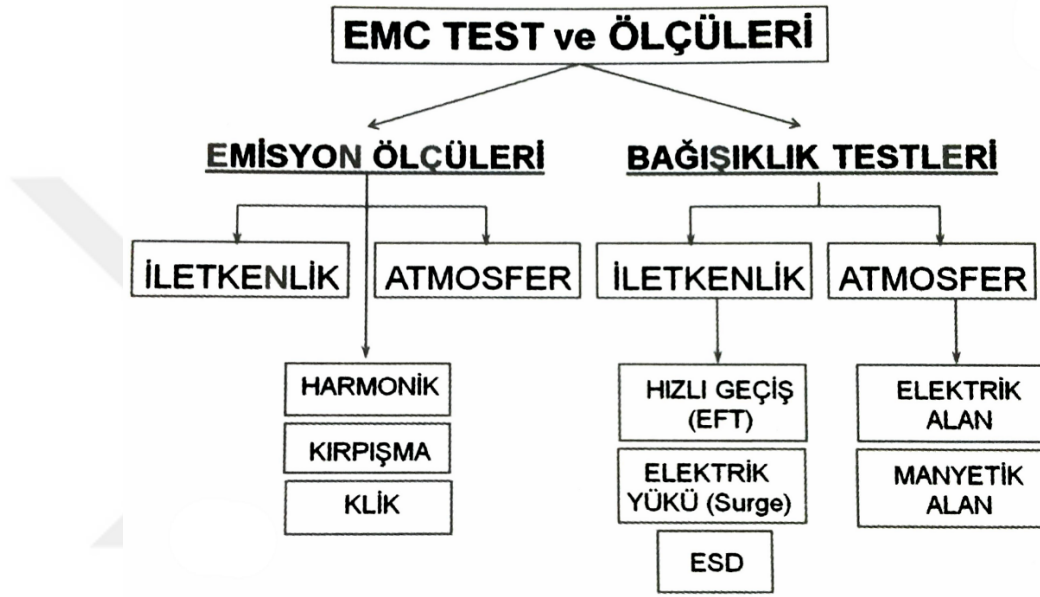 EMC TEST ve ÖLÇÜLERİ
EMİSYON ÖLÇÜLERİ
BAĞIŞIKLIK TESTLERİ
İLETKENLİK
ATMOSFER
İLETKENLİK
ATMOSFER
HARMONİK
KIRPIŞMA
KLİK
HIZLI GEÇİŞ
(EFT)
ELEKTRİK
YÜKÜ (Surge)
ESD
ELEKTRİK
ALAN
MANYETİK
ALAN